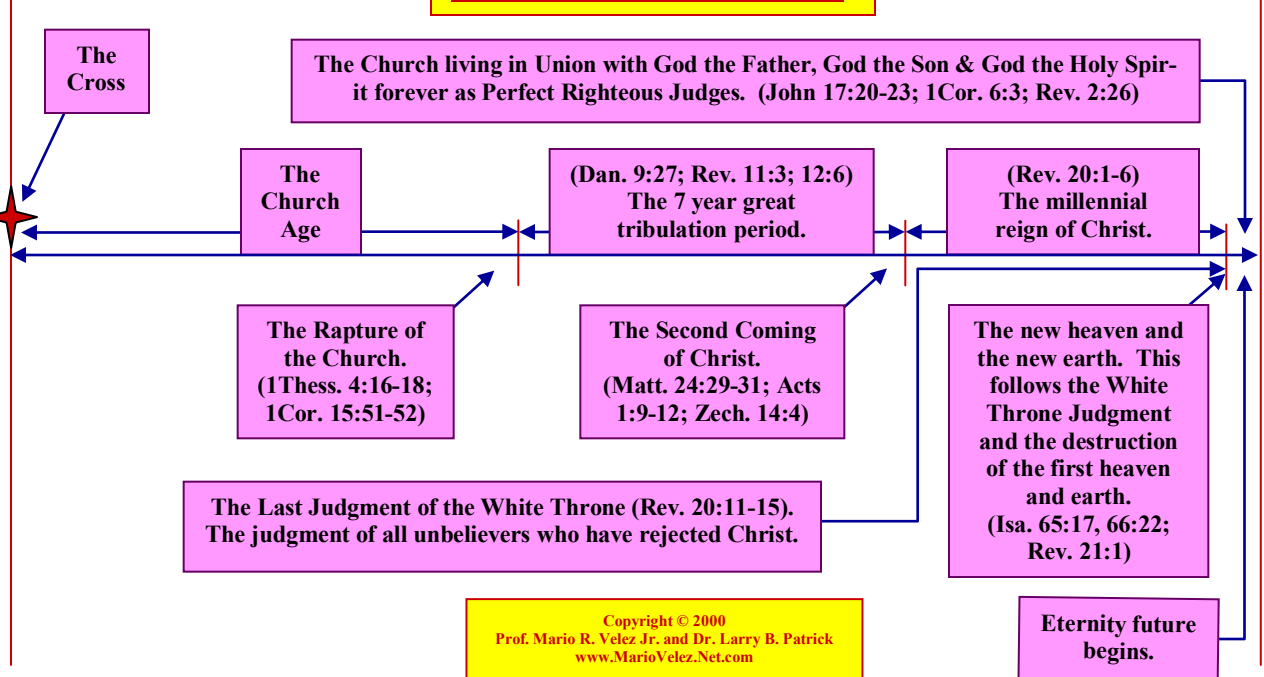 The
Cross
The Church living in Union with God the Father, God the Son & God the Holy Spir-
it forever as Perfect Righteous Judges. (John 17:20-23; 1Cor. 6:3; Rev. 2:26)
The
Church
Age
(Dan. 9:27; Rev. 11:3; 12:6)
The 7 year great
tribulation period.
(Rev. 20:1-6)
The millennial
reign of Christ.
The Rapture of
the Church.
(1Thess. 4:16-18;
1Cor. 15:51-52)
The Second Coming
of Christ.
(Matt. 24:29-31; Acts
1:9-12; Zech. 14:4)
The new heaven and
the new earth. This
follows the White
Throne Judgment
and the destruction
of the first heaven
and earth.
(Isa. 65:17, 66:22;
Rev. 21:1)
The Last Judgment of the White Throne (Rev. 20:11-15).
The judgment of all unbelievers who have rejected Christ.
Copyright © 2000
Prof. Mario R. Velez Jr. and Dr. Larry B. Patrick
www.MarioVelez.Net.com
Eternity future
begins.